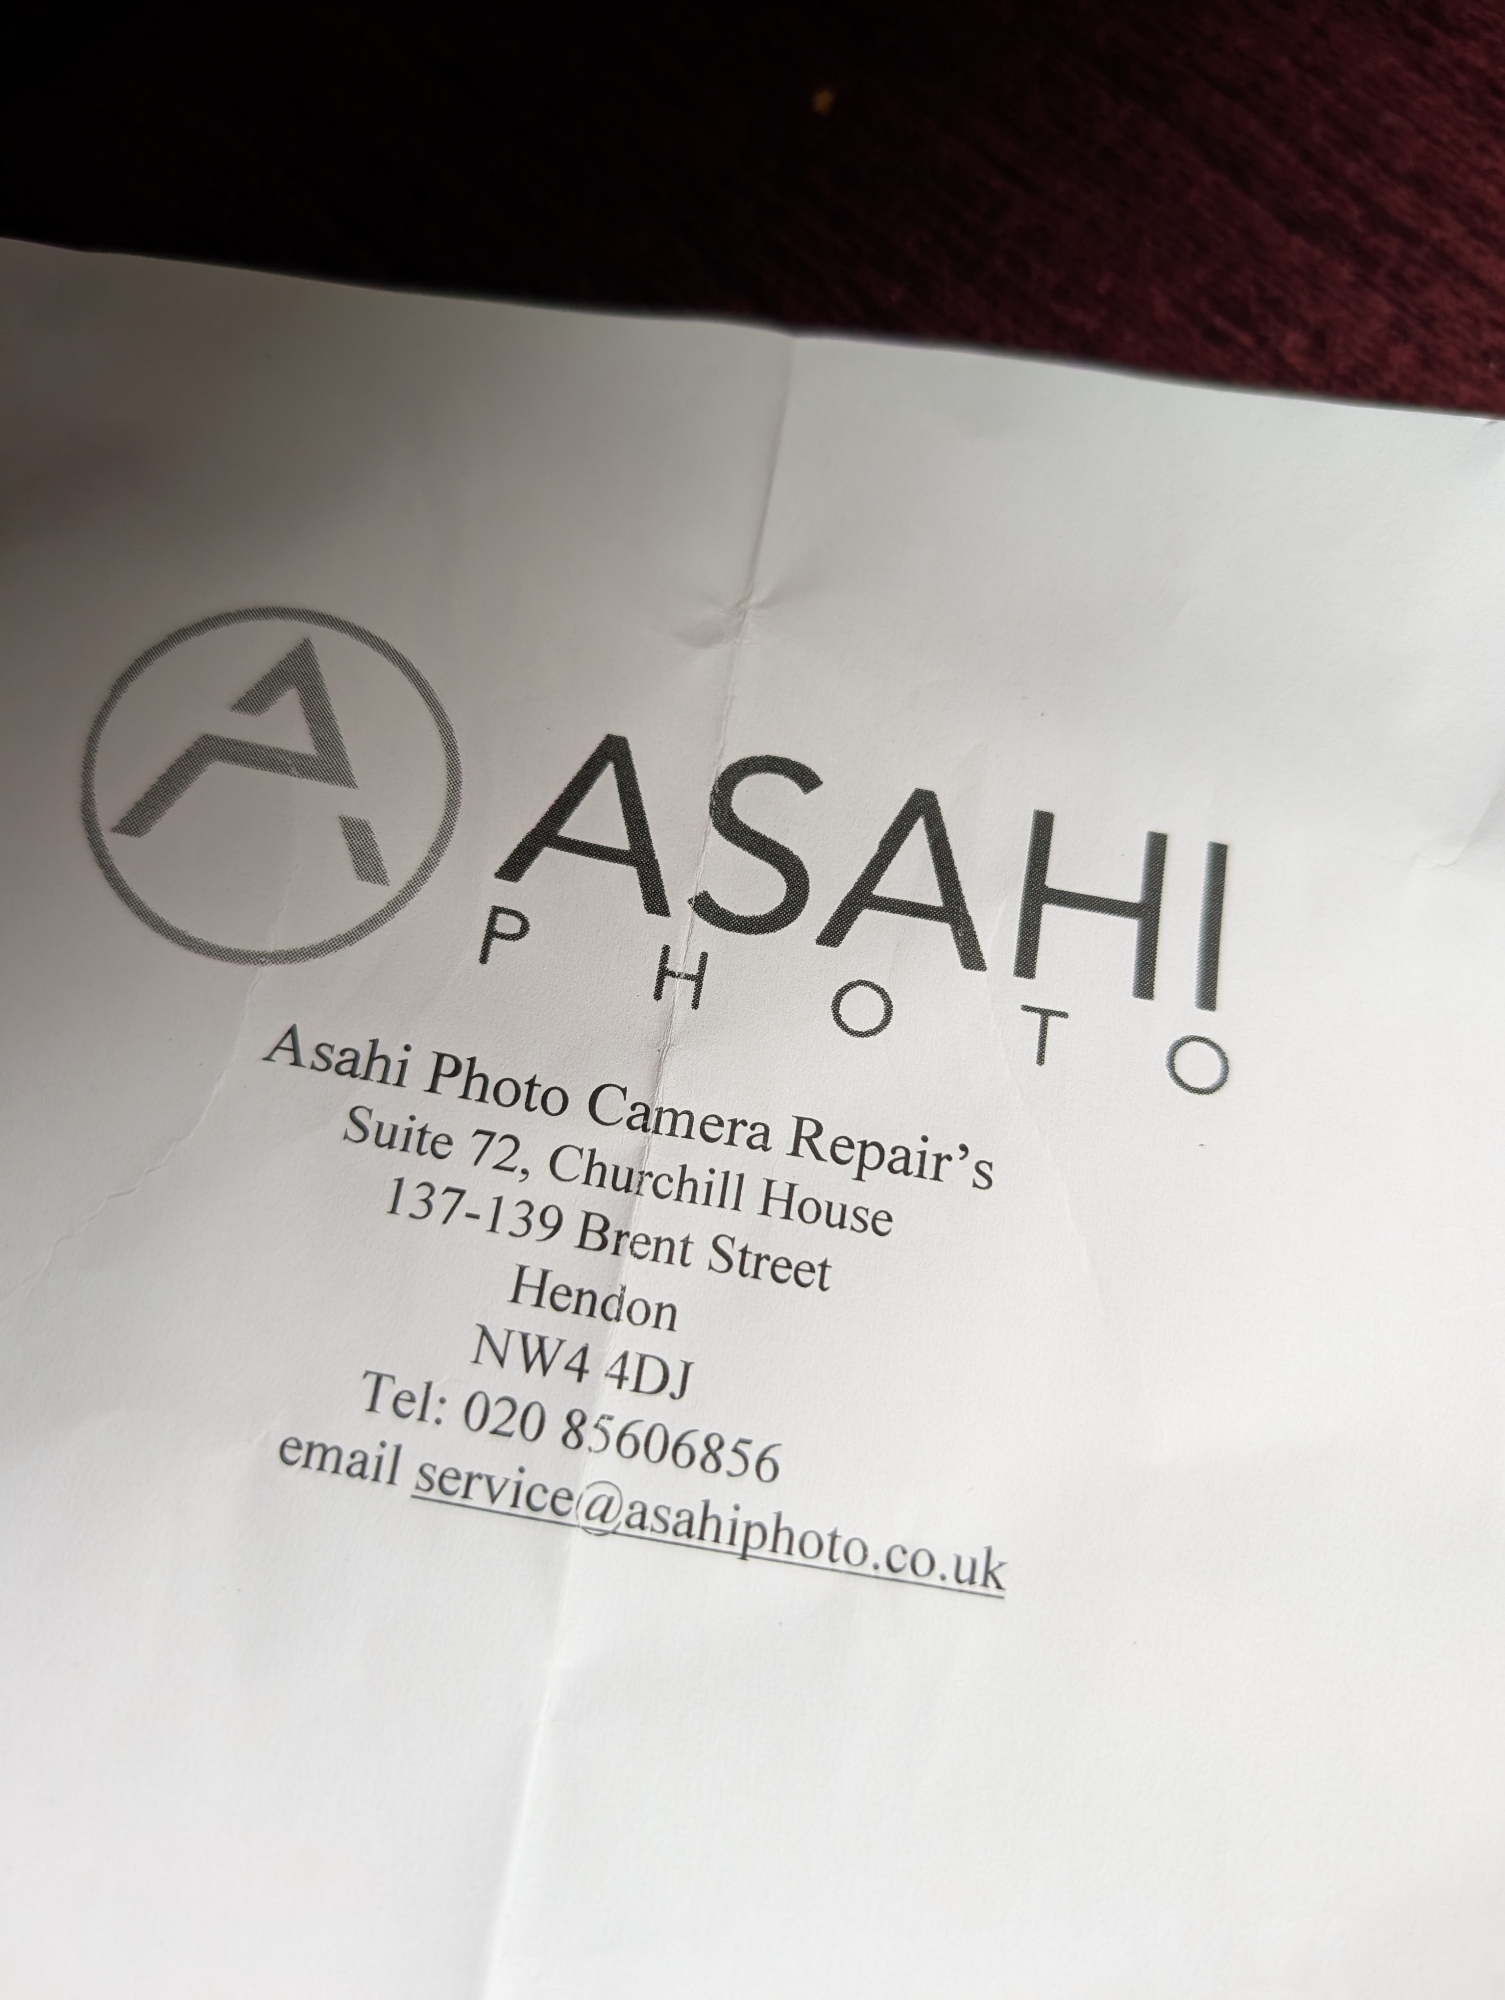 ASAHI
PHOTO
Asahi Photo Camera Repair’s
Suite 72, Churchill House
137-139 Brent Street
Hendon
NW4 4DJ
Tel: 020 85606856
email service@asahiphoto.co.uk